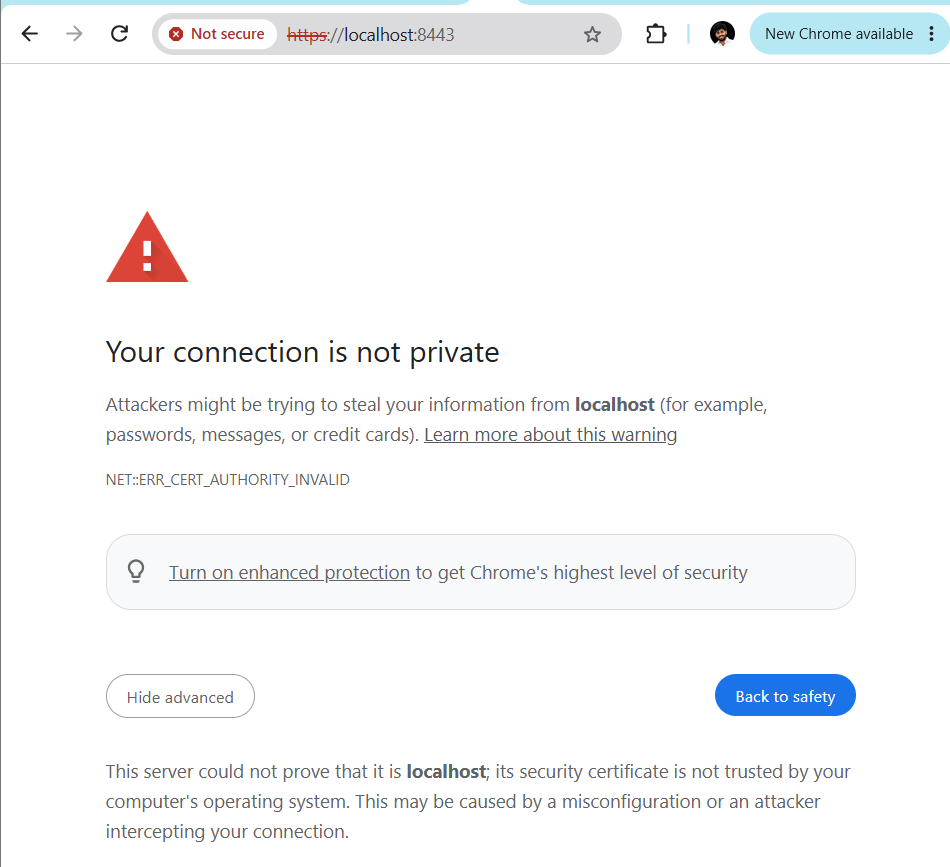 Not secure https://localhost:8443 New Chrome available
Your connection is not private
Attackers might be trying to steal your information from localhost (for example,
passwords, messages, or credit cards). Learn more about this warning
NET::ERR_CERT_AUTHORITY_INVALID
Turn on enhanced protection to get Chrome's highest level of security
Hide advanced Back to safety
This server could not prove that it is localhost; its security certificate is not trusted by your
computer's operating system. This may be caused by a misconfiguration or an attacker
intercepting your connection.